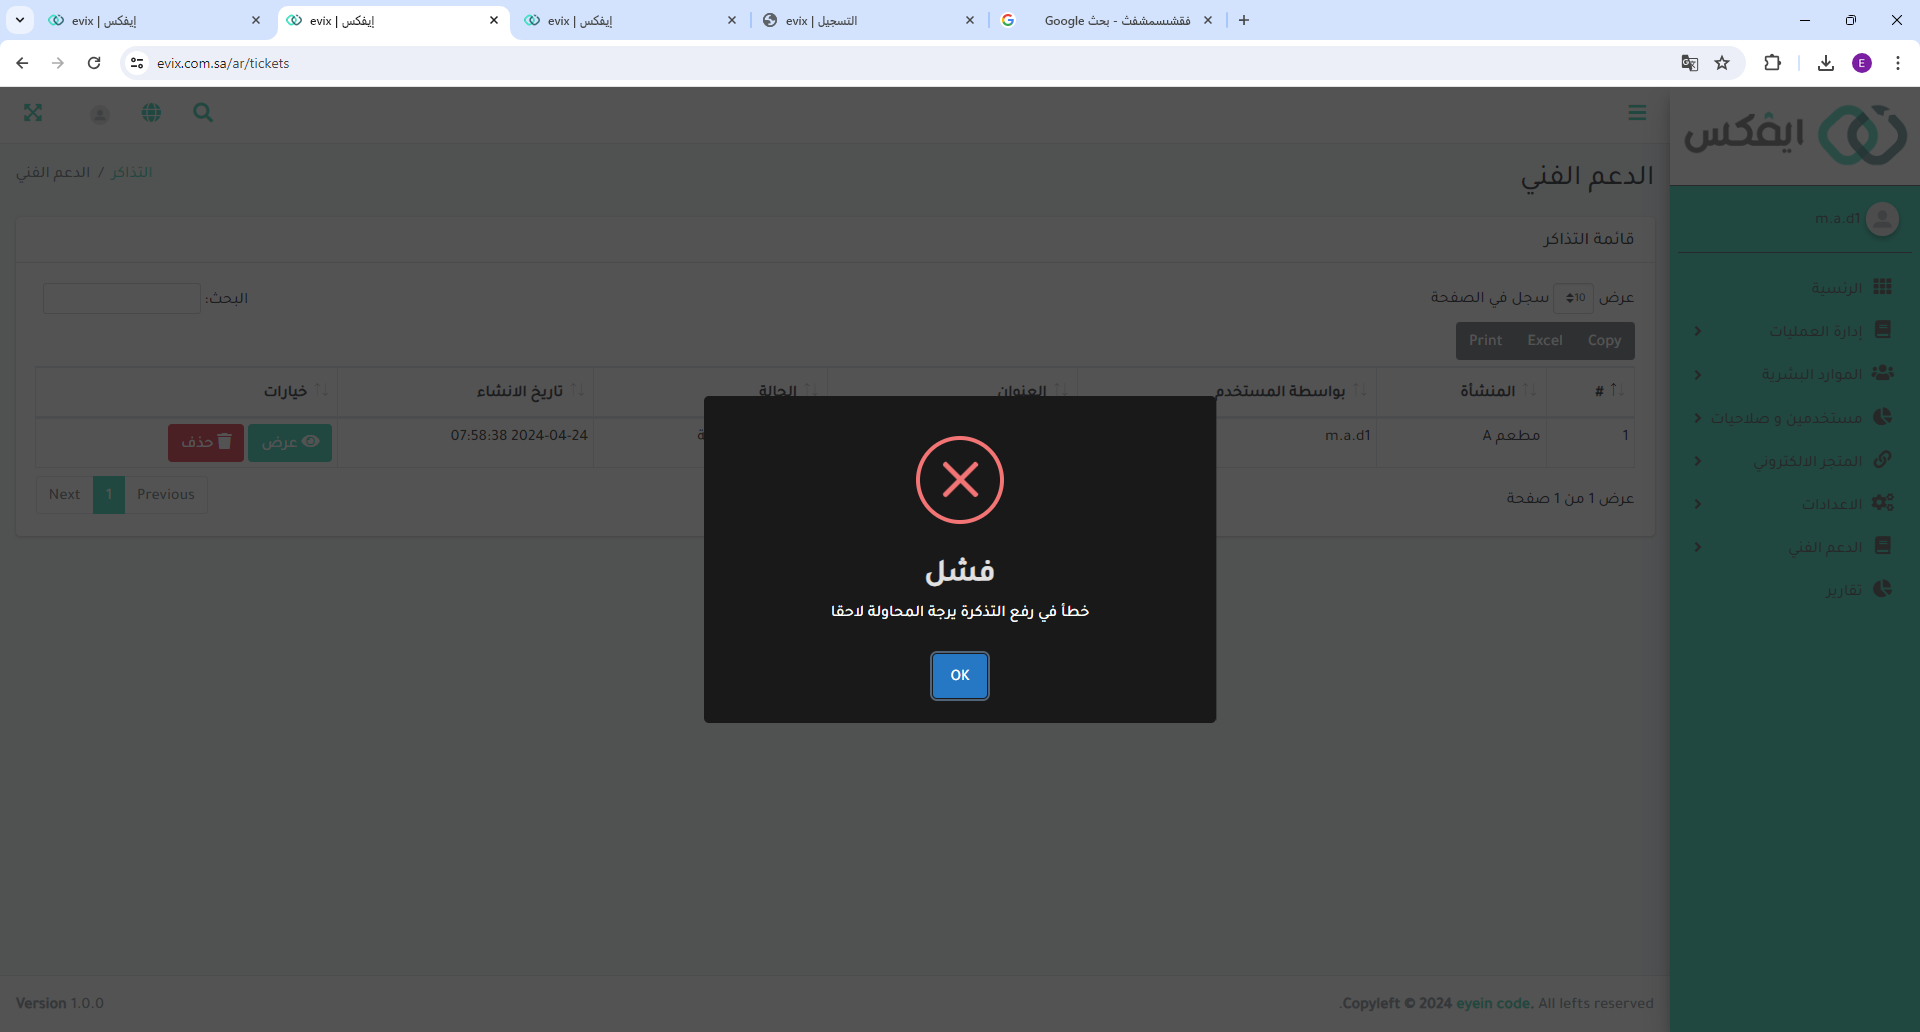 evix | إيفكس
evix | إيفكس
evix | إيفكس
evix | التسجيل
فقشىسمشفث - بحث Google
evix.com.sa/ar/tickets
E
ايفكس
m.a.d1
الرئسية
إدارة العمليات
الموارد البشرية
مستخدمين و صلاحيات
المتجر الالكتروني
الاعدادات
الدعم الفني
تقارير
الدعم الفني
التذاكر / الدعم الفني
قائمة التذاكر
عرض 10 سجل في الصفحة
البحث:
Print Excel Copy
# المنشأة بواسطة المستخدم العنوان الحالة تاريخ الانشاء خيارات
1 مطعم A m.a.d1 2024-04-24 07:58:38 عرض حذف
عرض 1 من 1 صفحة
Next 1 Previous
فشل
خطأ في رفع التذكرة يرجة المحاولة لاحقا
OK
Version 1.0.0
.Copyleft © 2024 eyein code. All lefts reserved